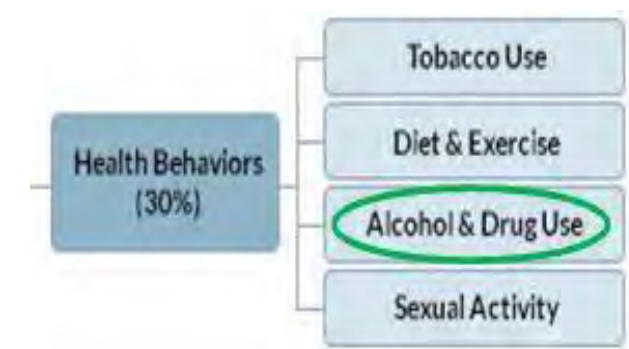 Tobacco Use
Diet & Exercise
Health Behaviors
(30%)
Alcohol & Drug Use
Sexual Activity